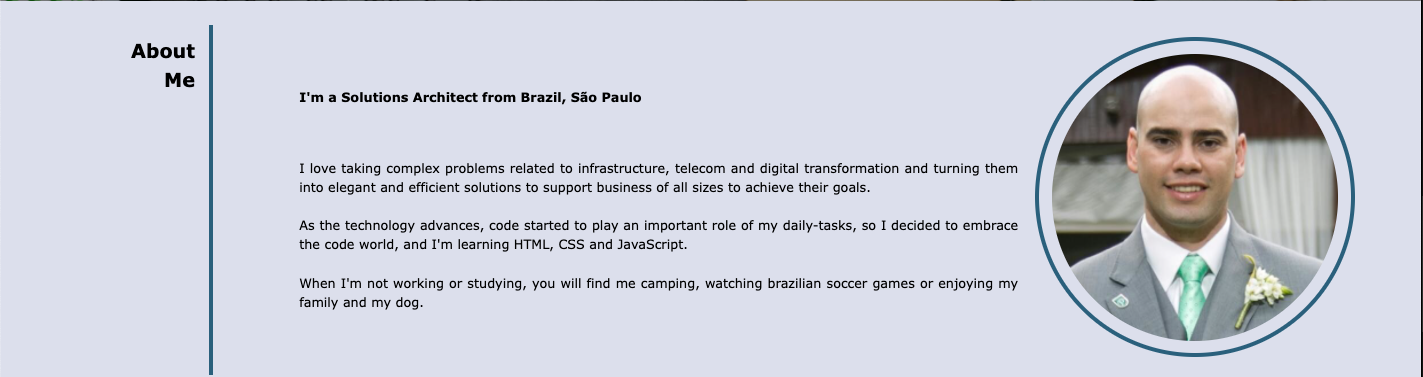 About
Me
I'm a Solutions Architect from Brazil, São Paulo
I love taking complex problems related to infrastructure, telecom and digital transformation and turning them
into elegant and efficient solutions to support business of all sizes to achieve their goals.
As the technology advances, code started to play an important role of my daily-tasks, so I decided to embrace
the code world, and I'm learning HTML, CSS and JavaScript.
When I'm not working or studying, you will find me camping, watching brazilian soccer games or enjoying my
family and my dog.